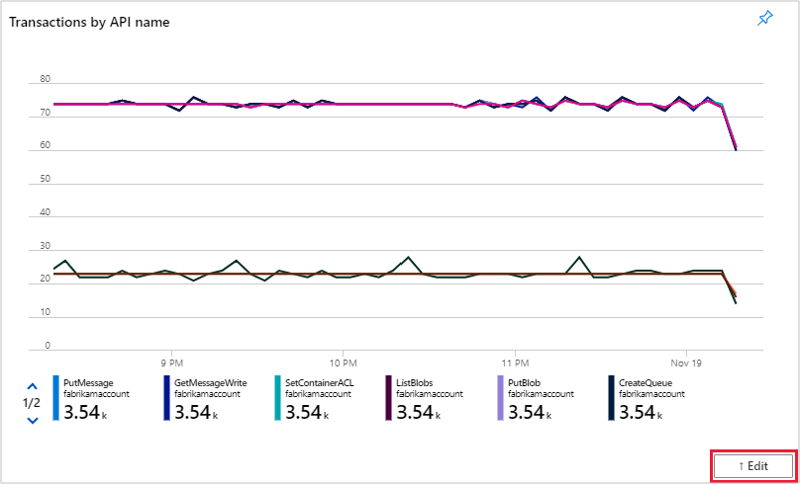 Transactions by API name
80
70
60
50
40
30
20
10
0
9 PM 10 PM 11 PM Nov 19
1/2
PutMessage GetMessageWrite SetContainerACL ListBlobs PutBlob CreateQueue
fabrikamaccount fabrikamaccount fabrikamaccount fabrikamaccount fabrikamaccount fabrikamaccount
3.54 k 3.54 k 3.54 k 3.54 k 3.54 k 3.54 k
↑ Edit